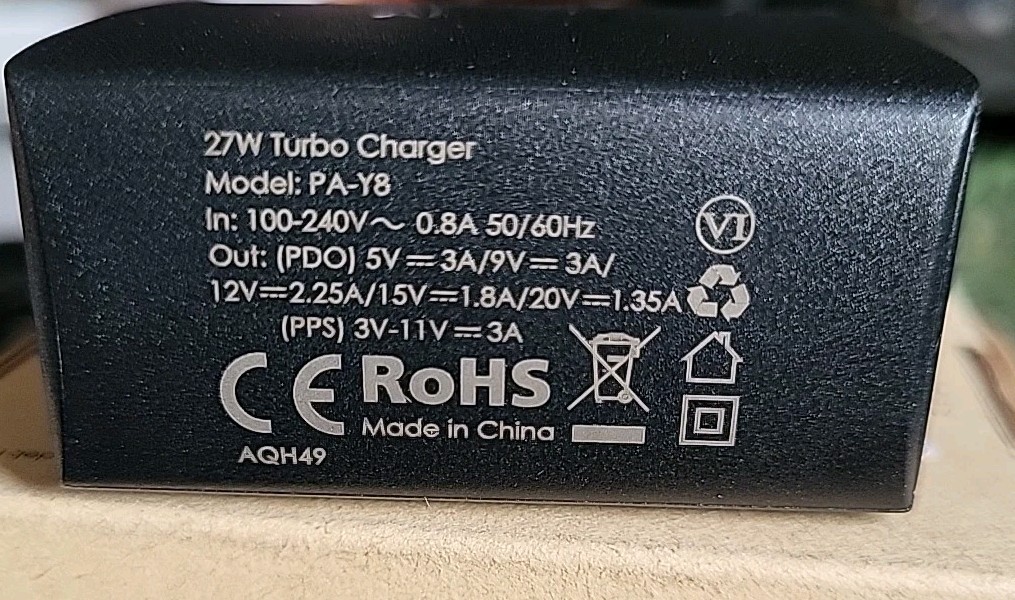 27W Turbo Charger
Model: PA-Y8
In: 100-240V～ 0.8A 50/60Hz
Out: (PDO) 5V⎓3A/9V⎓3A/
12V⎓2.25A/15V⎓1.8A/20V⎓1.35A
(PPS) 3V-11V⎓3A
VI
CE RoHS
Made in China
AQH49